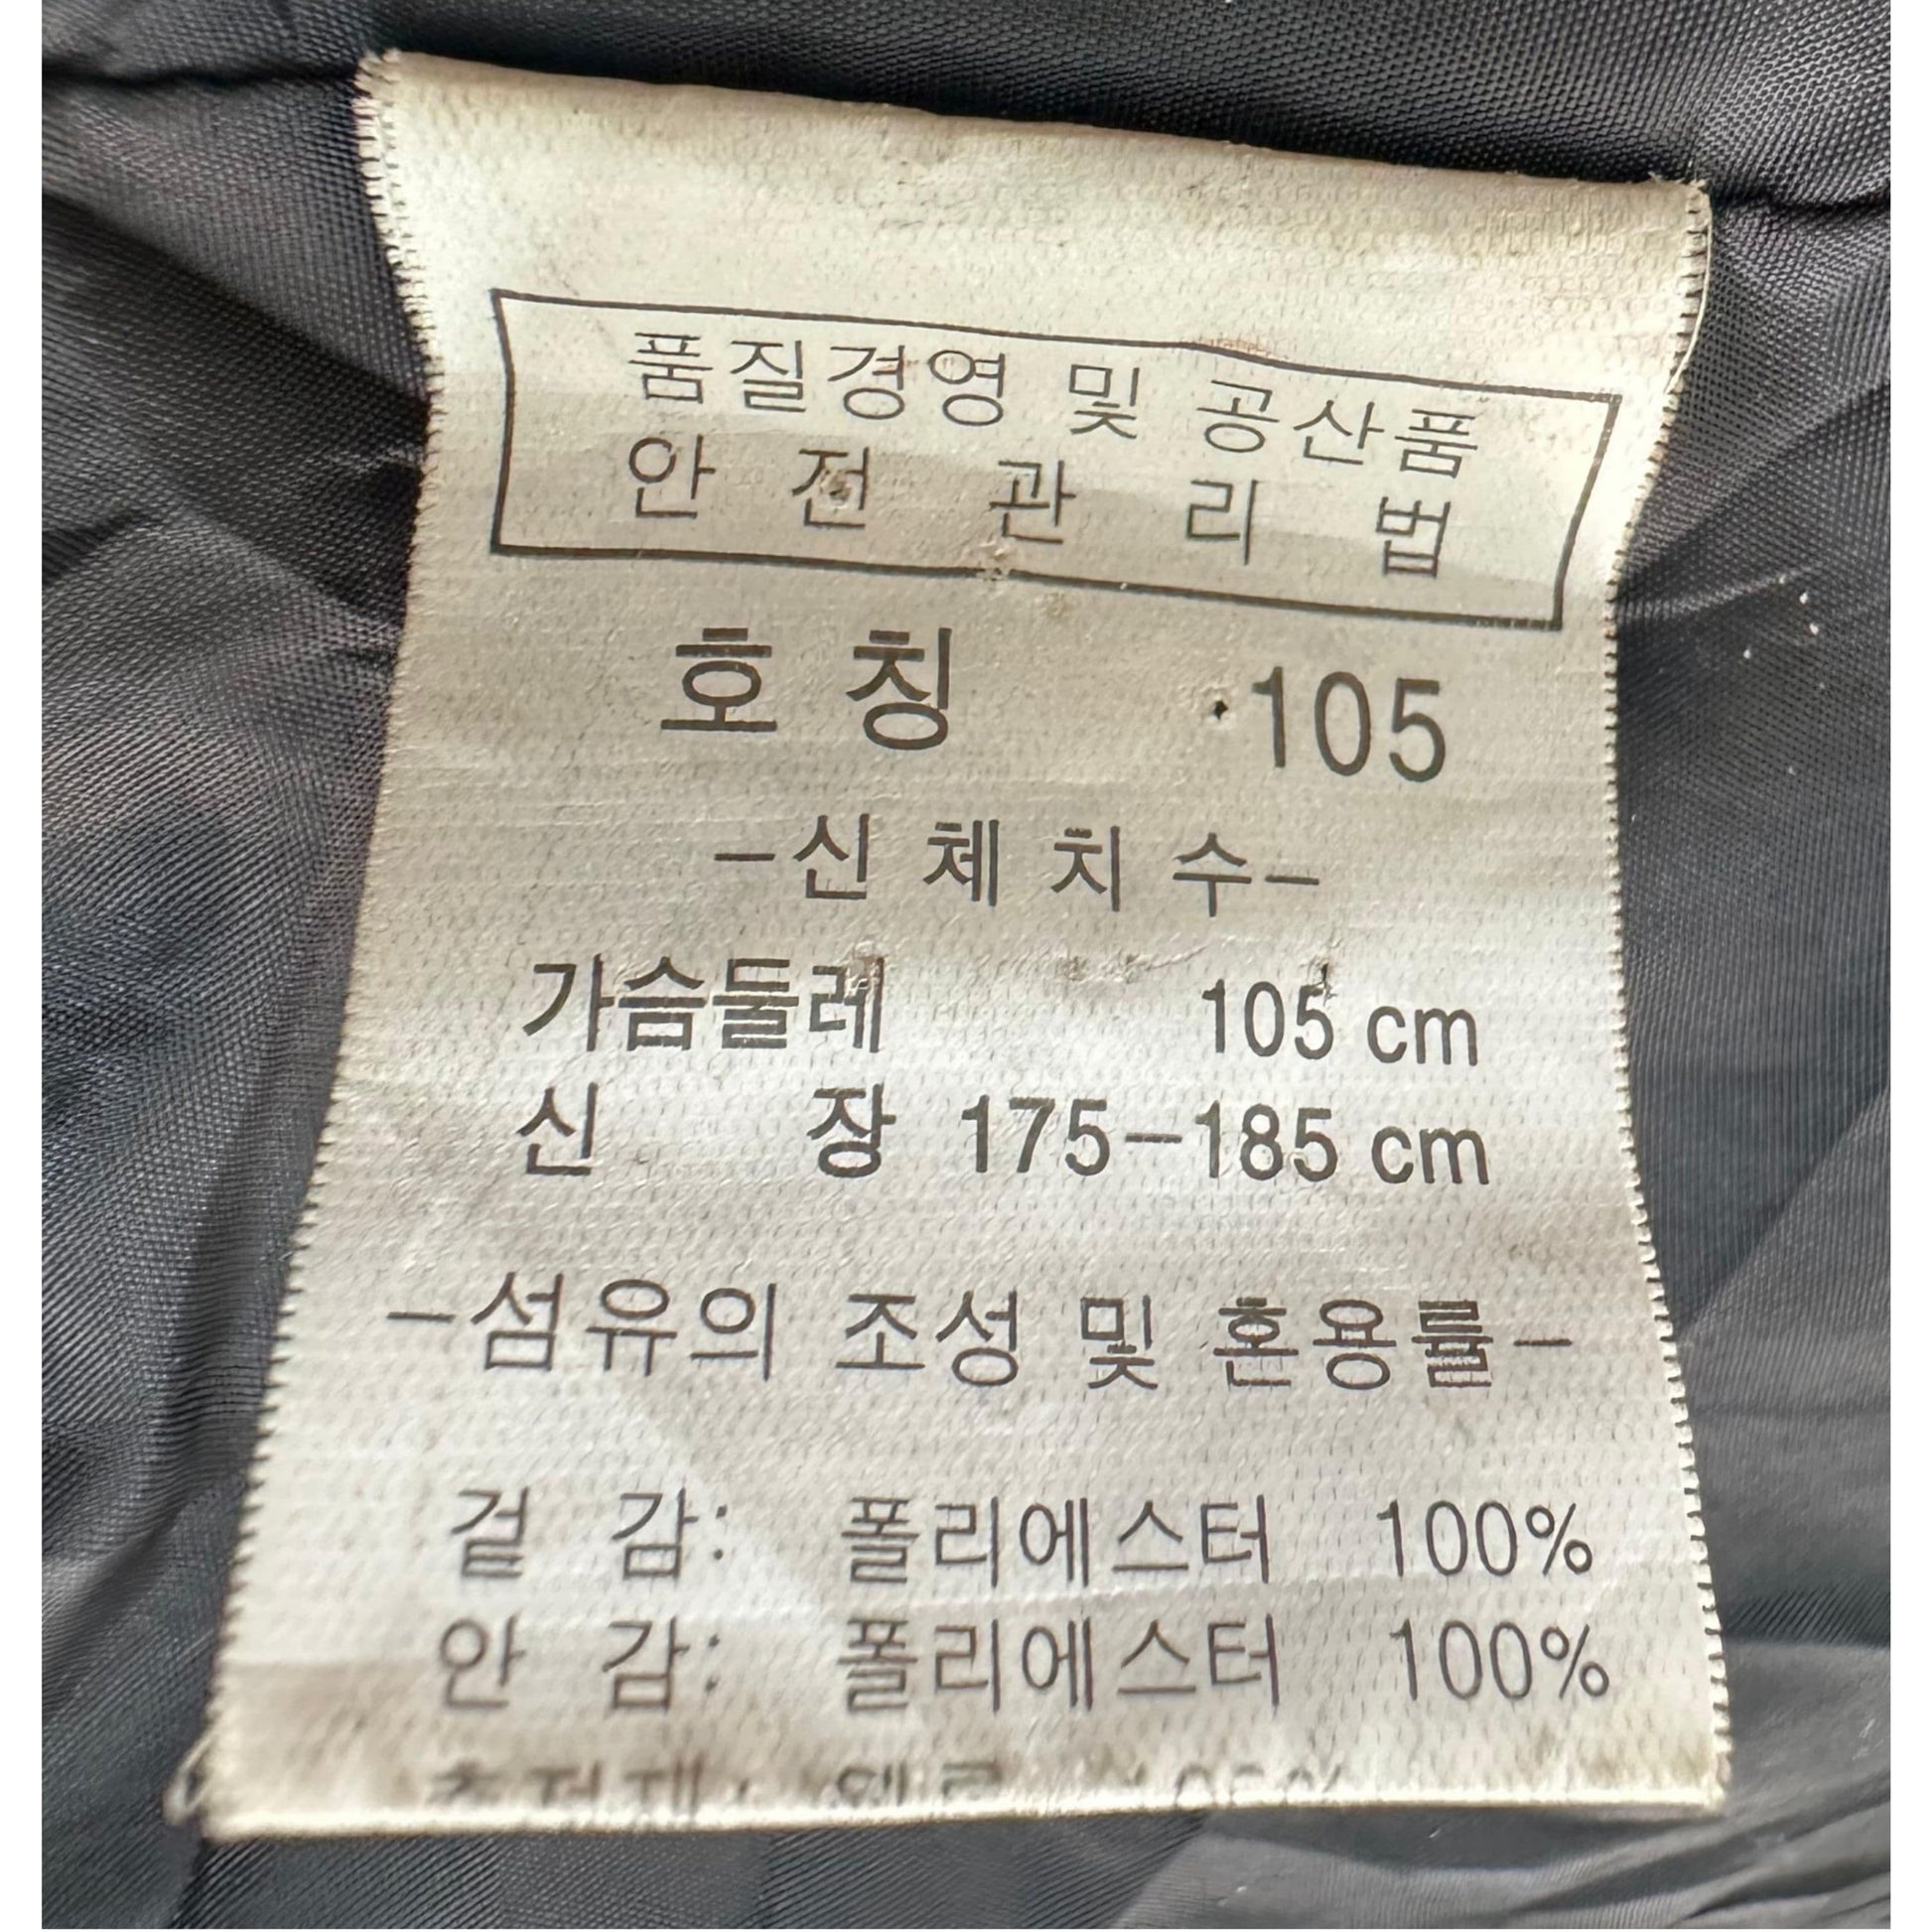 품질경영 및 공산품
안 전 관 리 법
호 칭 105
-신 체 치 수-
가슴둘레 105 cm
신 장 175-185 cm
-섬유의 조성 및 혼용률-
겉 감: 폴리에스터 100%
안 감: 폴리에스터 100%